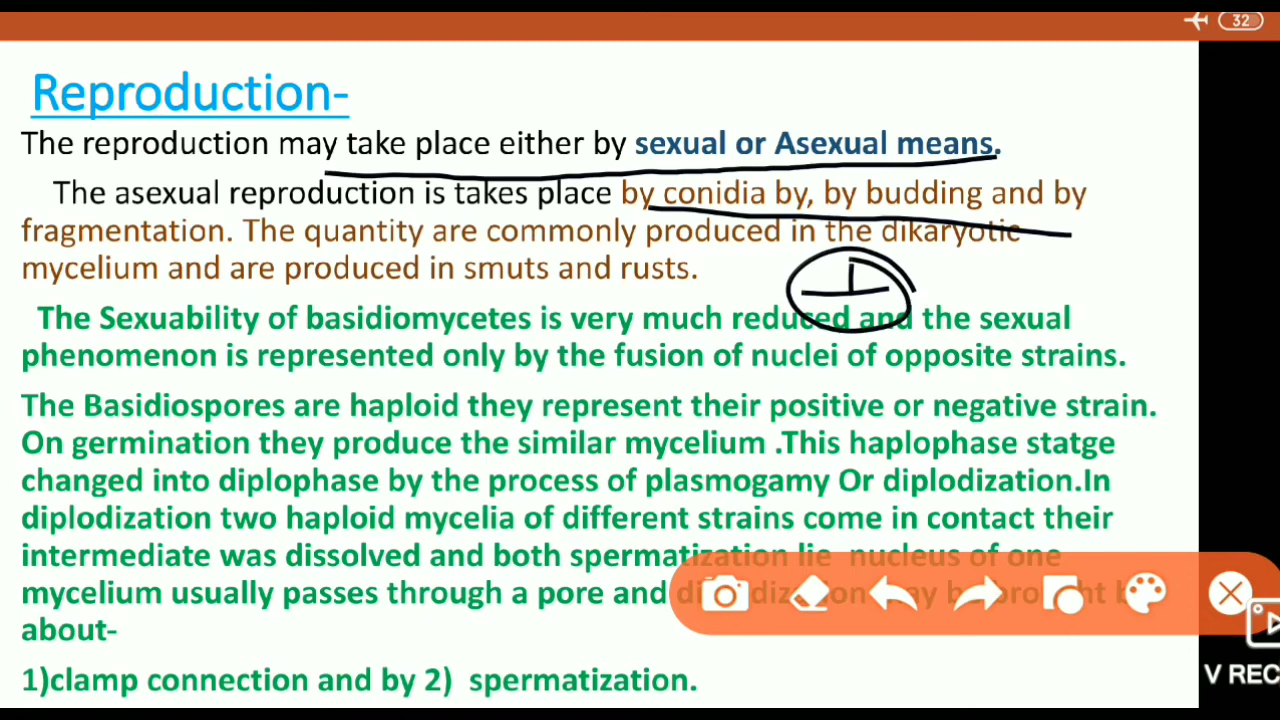 32
Reproduction-
The reproduction may take place either by sexual or Asexual means.
The asexual reproduction is takes place by conidia by, by budding and by
fragmentation. The quantity are commonly produced in the dikaryotic
mycelium and are produced in smuts and rusts.
The Sexuability of basidiomycetes is very much reduced and the sexual
phenomenon is represented only by the fusion of nuclei of opposite strains.
The Basidiospores are haploid they represent their positive or negative strain.
On germination they produce the similar mycelium .This haplophase statge
changed into diplophase by the process of plasmogamy Or diplodization.In
diplodization two haploid mycelia of different strains come in contact their
intermediate was dissolved and both spermatization lie nucleus of one
mycelium usually passes through a pore and
about-
1)clamp connection and by 2) spermatization.
V REC